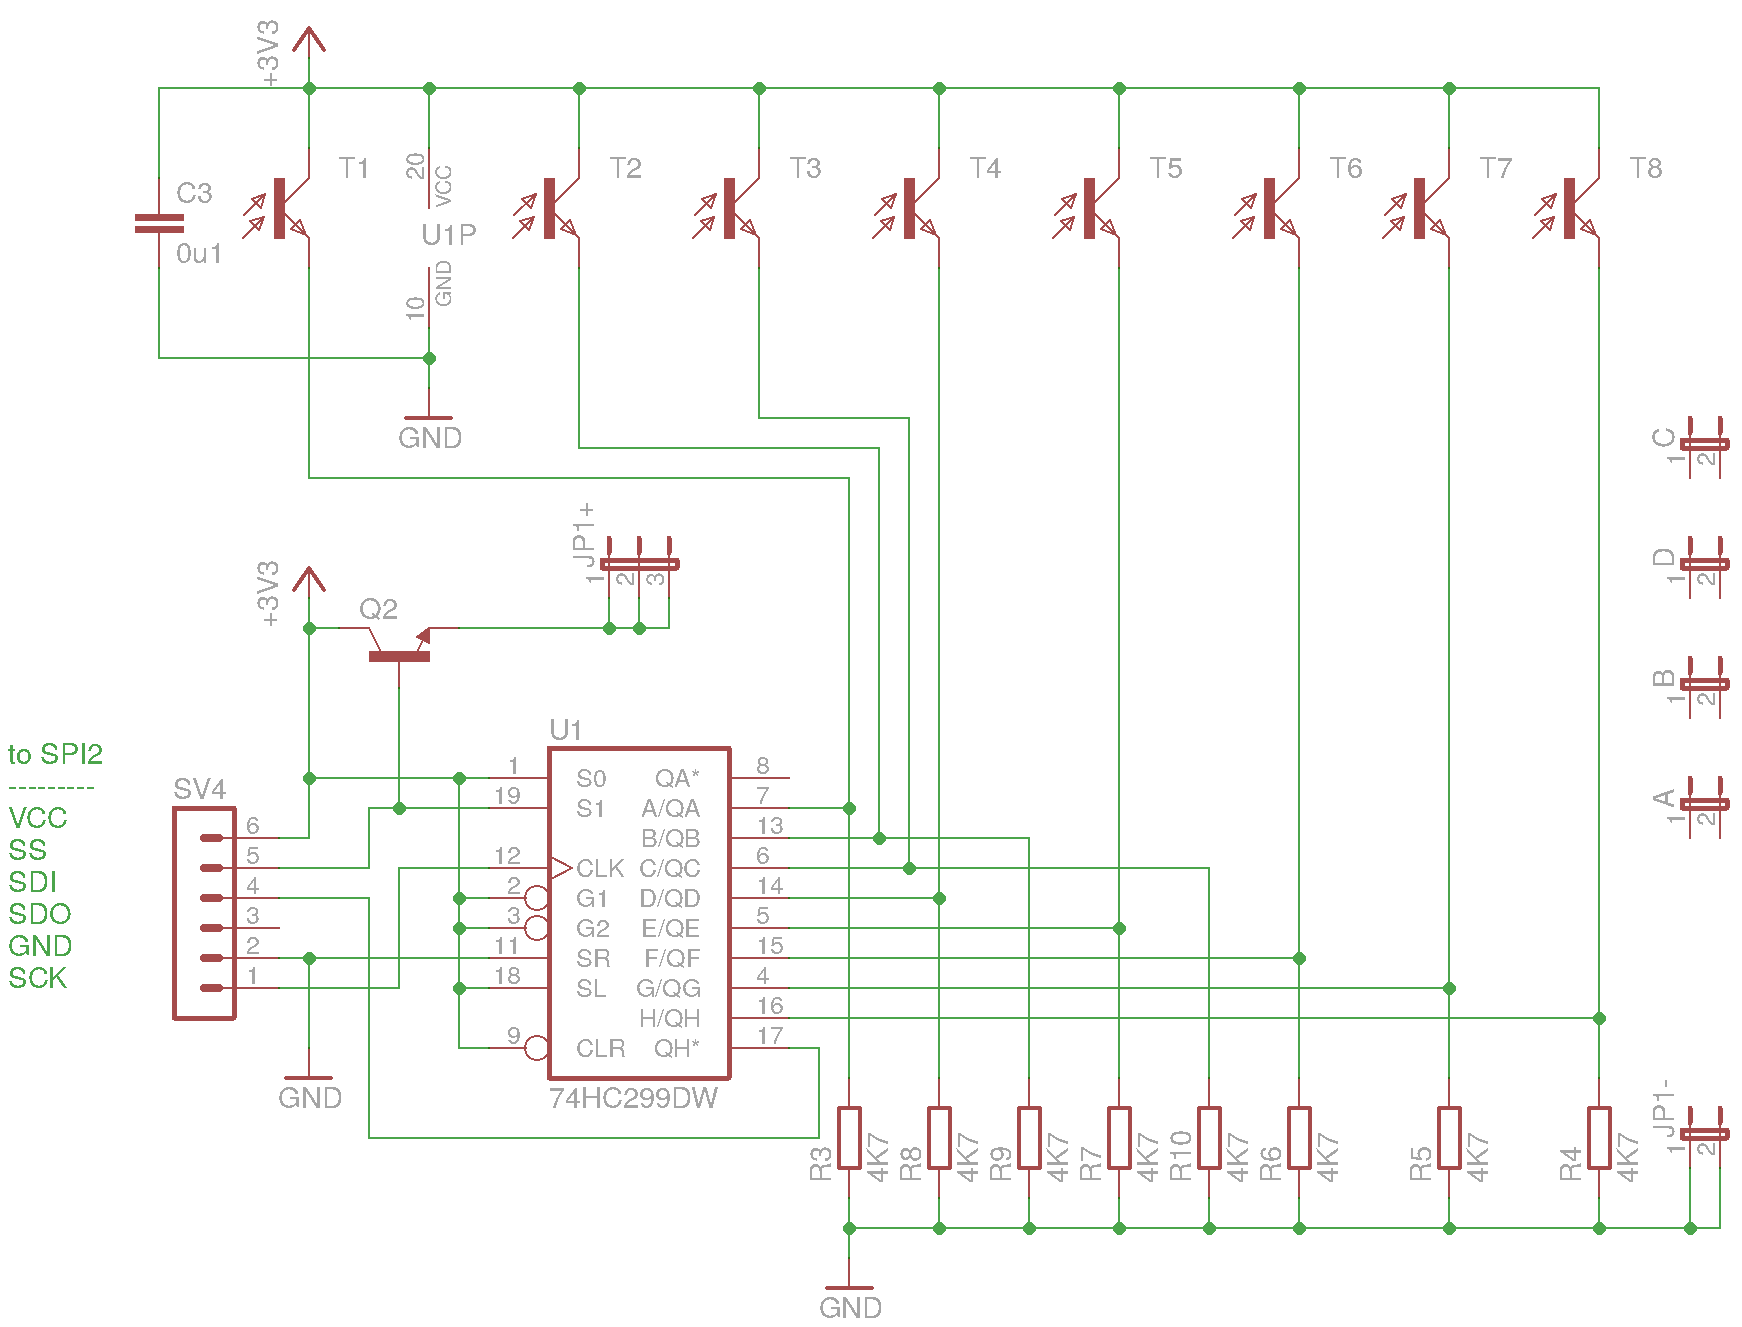 +3V3
C3
0u1
T1
20
VCC
U1P
GND
10
GND
T2
T3
T4
T5
T6
T7
T8
C
1
2
D
1
2
B
1
2
A
1
2
JP1+
1
2
3
+3V3
Q2
to SPI2
----------
VCC
SS
SDI
SDO
GND
SCK
SV4
6
5
4
3
2
1
GND
U1
1 S0 QA* 8
19 S1 A/QA 7
B/QB 13
12 CLK C/QC 6
2 G1 D/QD 14
3 G2 E/QE 5
11 SR F/QF 15
18 SL G/QG 4
H/QH 16
9 CLR QH* 17
74HC299DW
R3 4K7
R8 4K7
R9 4K7
R7 4K7
R10 4K7
R6 4K7
R5 4K7
R4 4K7
JP1-
1
2
GND